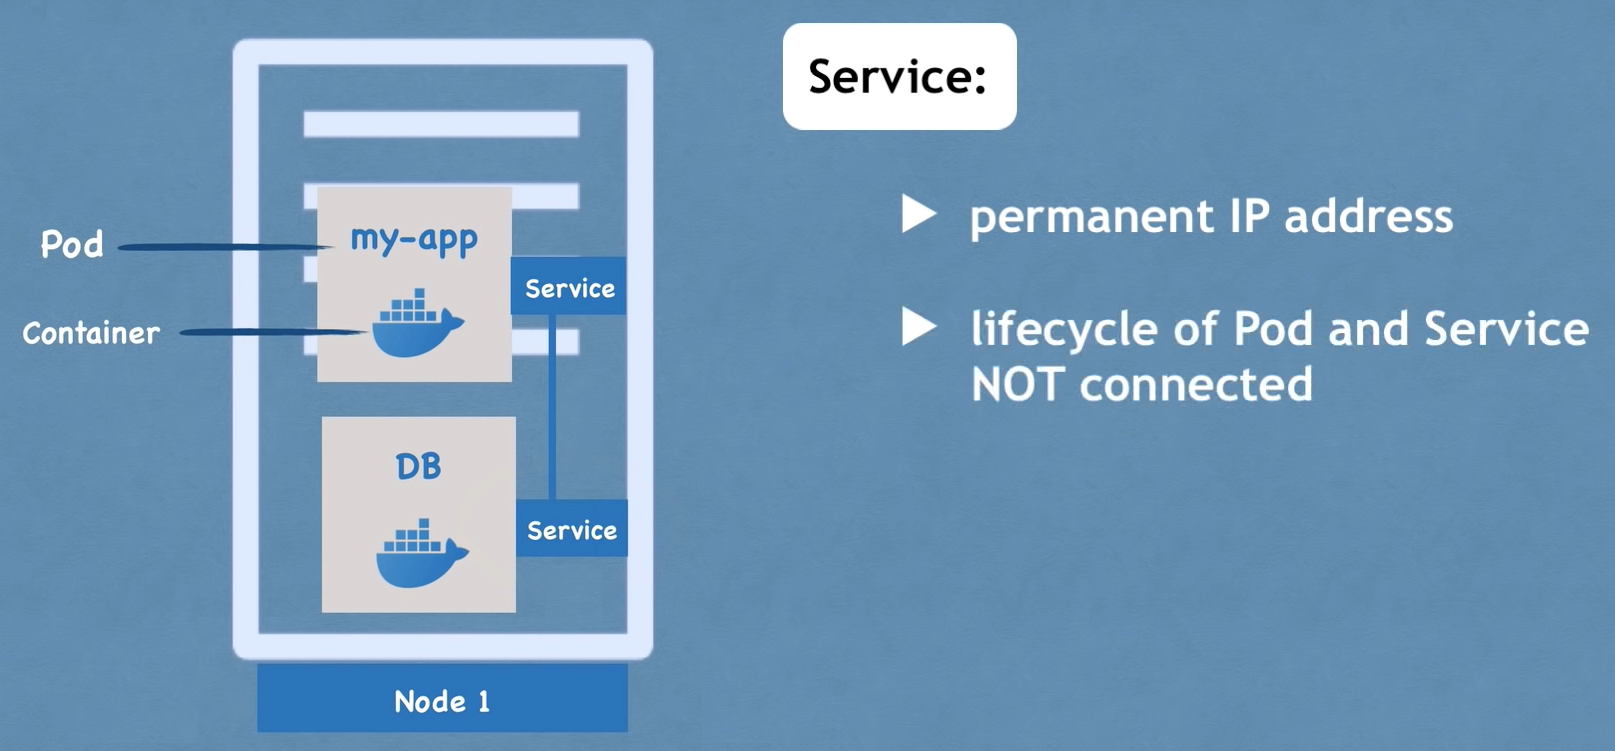 Service:
permanent IP address
lifecycle of Pod and Service
NOT connected
Pod
my-app
Service
Container
DB
Service
Node 1